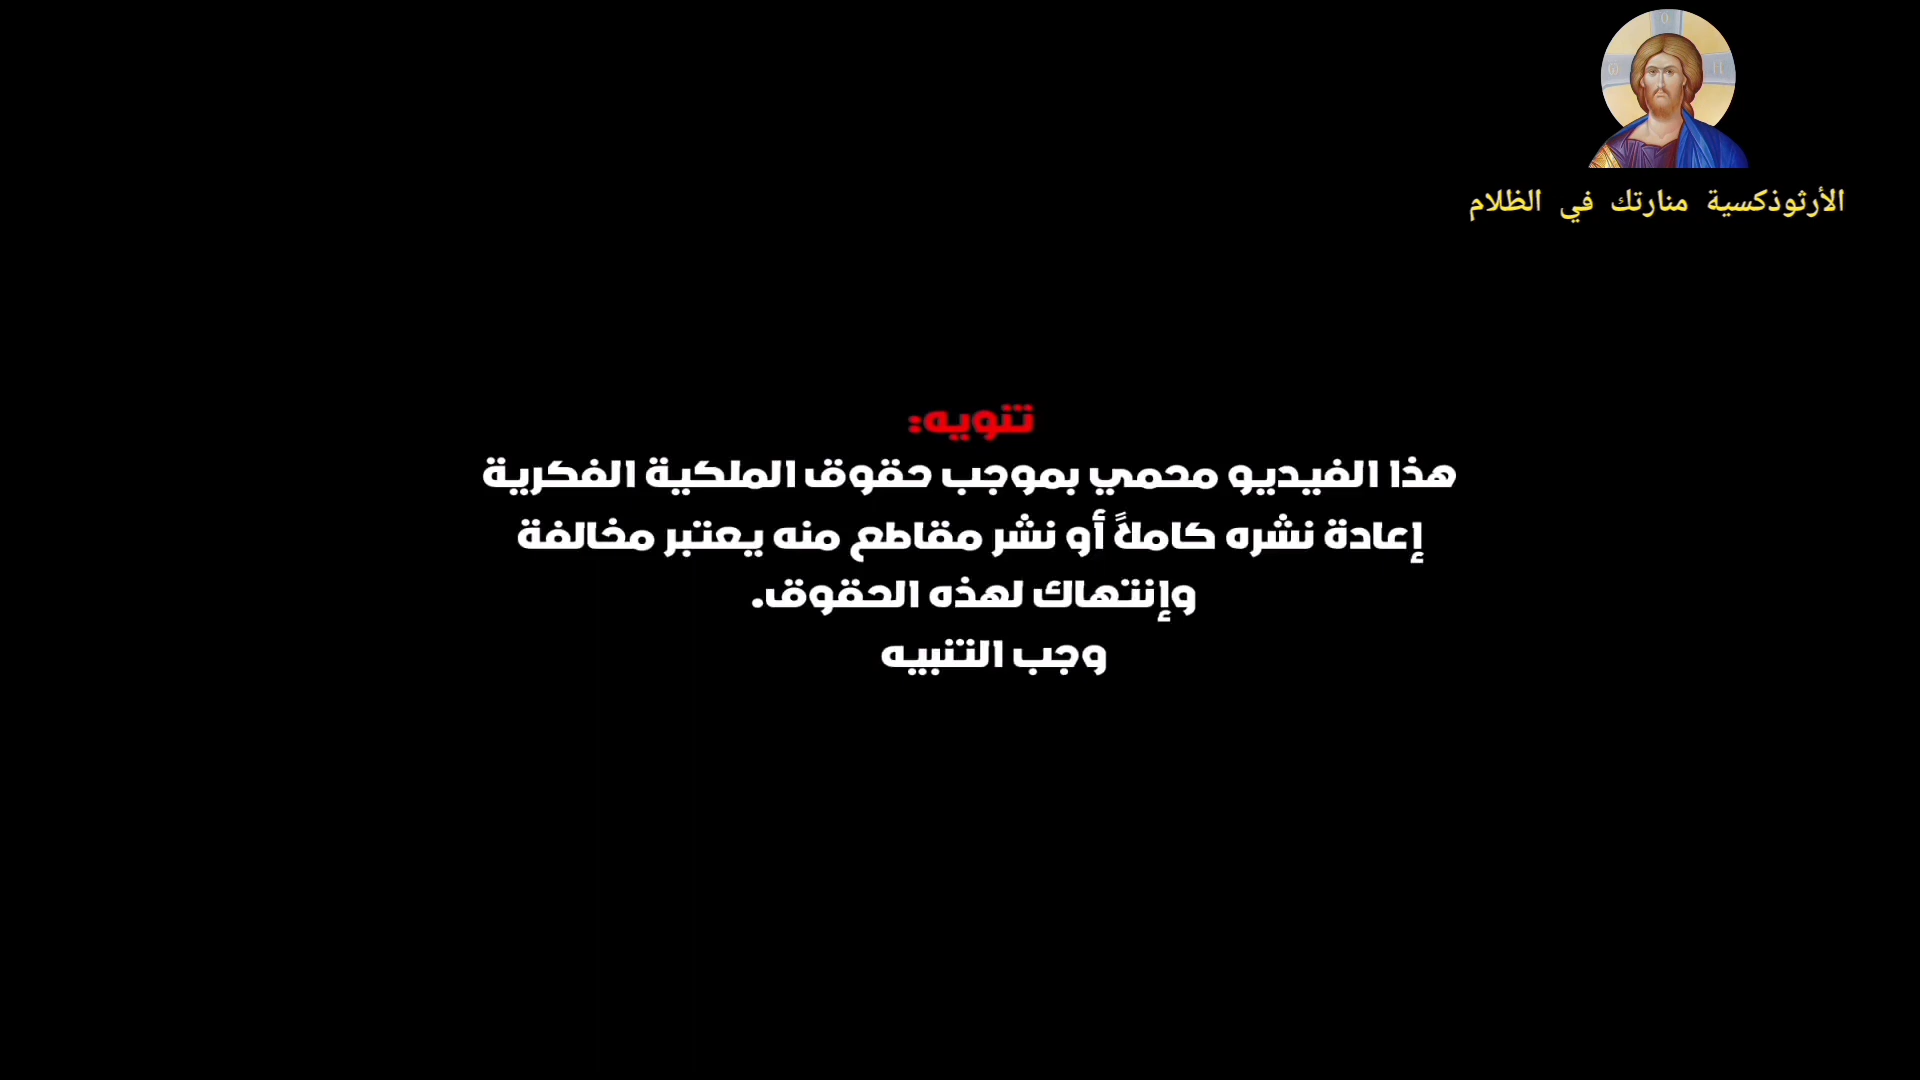 الأرثوذكسية منارتك في الظلام
تنويه:
هذا الفيديو محمي بموجب حقوق الملكية الفكرية
إعادة نشره كاملاً أو نشر مقاطع منه يعتبر مخالفة
وإنتهاك لهذه الحقوق.
وجب التنبيه